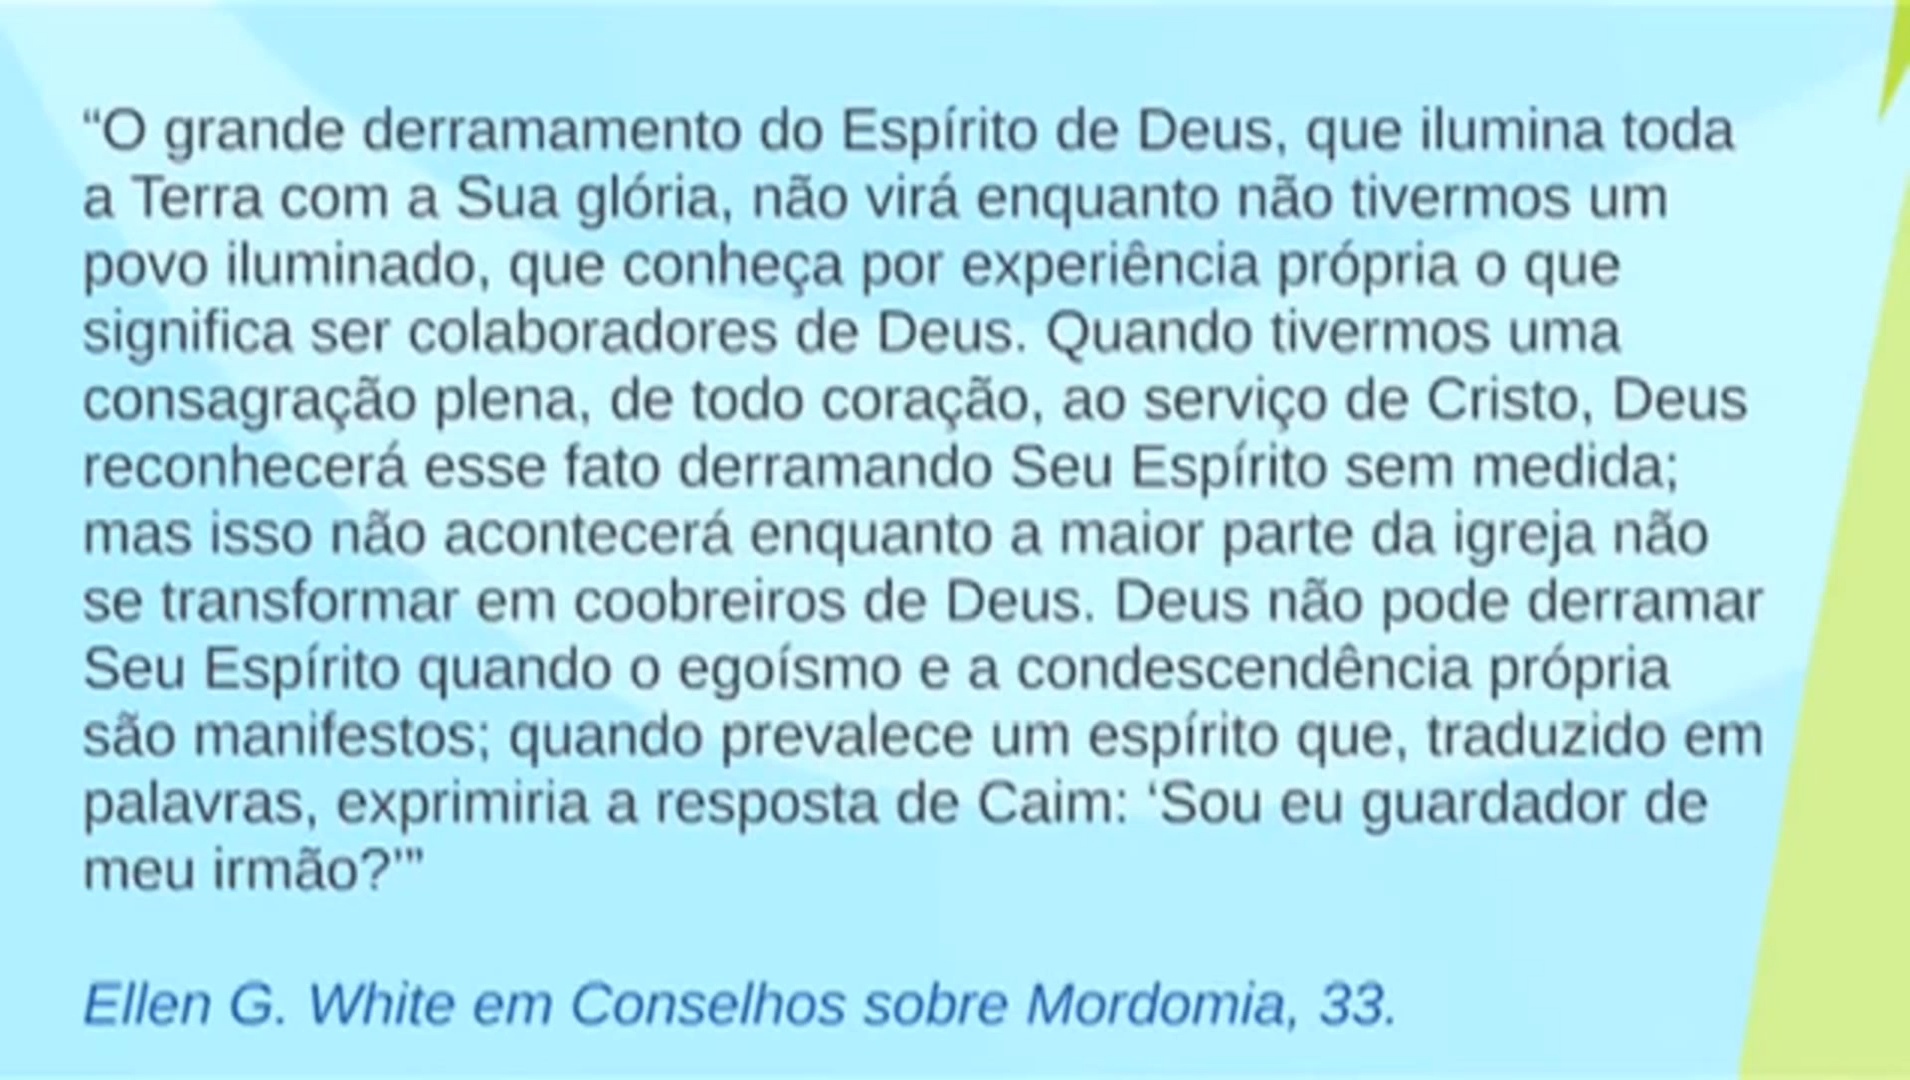 “O grande derramamento do Espírito de Deus, que ilumina toda
a Terra com a Sua glória, não virá enquanto não tivermos um
povo iluminado, que conheça por experiência própria o que
significa ser colaboradores de Deus. Quando tivermos uma
consagração plena, de todo coração, ao serviço de Cristo, Deus
reconhecerá esse fato derramando Seu Espírito sem medida;
mas isso não acontecerá enquanto a maior parte da igreja não
se transformar em coobreiros de Deus. Deus não pode derramar
Seu Espírito quando o egoísmo e a condescendência própria
são manifestos; quando prevalece um espírito que, traduzido em
palavras, exprimiria a resposta de Caim: ‘Sou eu guardador de
meu irmão?'”
Ellen G. White em Conselhos sobre Mordomia, 33.